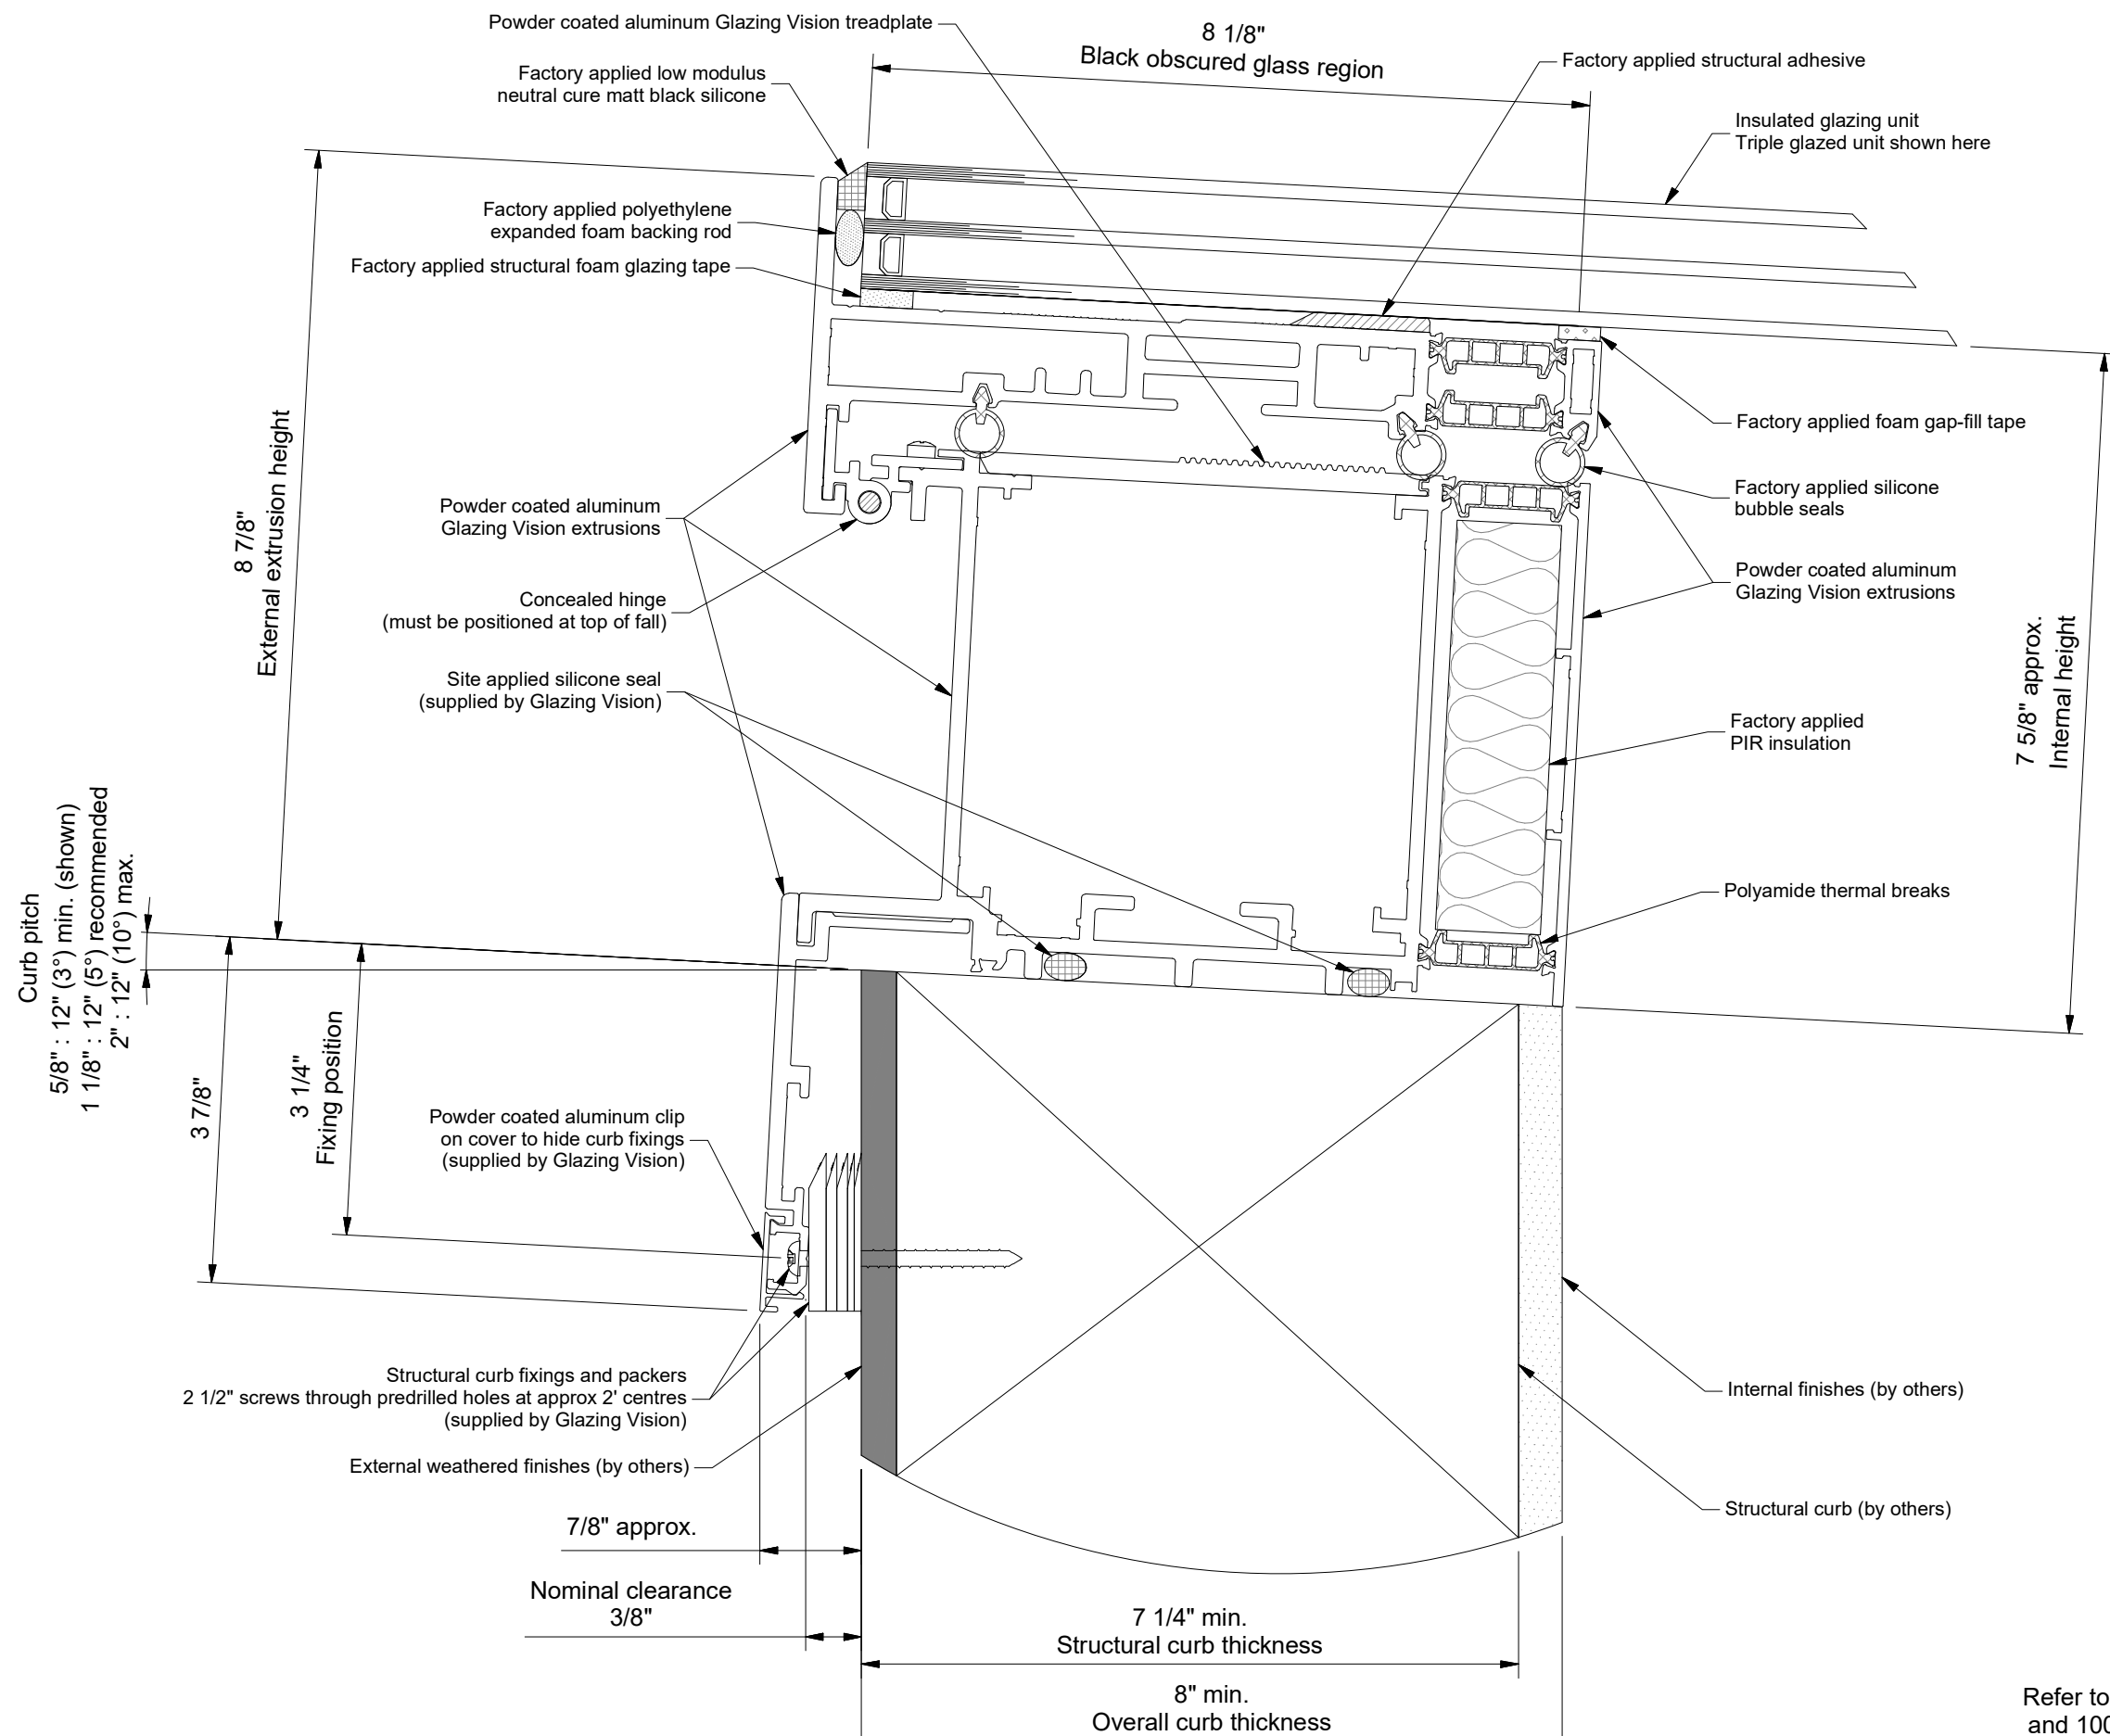 Powder coated aluminum Glazing Vision treadplate
8 1/8"
Black obscured glass region
Factory applied structural adhesive
Factory applied low modulus
neutral cure matt black silicone
Insulated glazing unit
Triple glazed unit shown here
Factory applied polyethylene
expanded foam backing rod
Factory applied structural foam glazing tape
8 7/8"
External extrusion height
Factory applied foam gap-fill tape
Powder coated aluminum
Glazing Vision extrusions
Factory applied silicone
bubble seals
Concealed hinge
(must be positioned at top of fall)
Powder coated aluminum
Glazing Vision extrusions
7 5/8" approx.
Internal height
Site applied silicone seal
(supplied by Glazing Vision)
Factory applied
PIR insulation
Curb pitch
5/8" : 12" (3°) min. (shown)
1 1/8" : 12" (5°) recommended
2" : 12" (10°) max.
Polyamide thermal breaks
3 7/8"
3 1/4"
Fixing position
Powder coated aluminum clip
on cover to hide curb fixings
(supplied by Glazing Vision)
Structural curb fixings and packers
2 1/2" screws through predrilled holes at approx 2' centres
(supplied by Glazing Vision)
Internal finishes (by others)
External weathered finishes (by others)
Structural curb (by others)
7/8" approx.
Nominal clearance
3/8"
7 1/4" min.
Structural curb thickness
8" min.
Overall curb thickness
Refer to
and 100